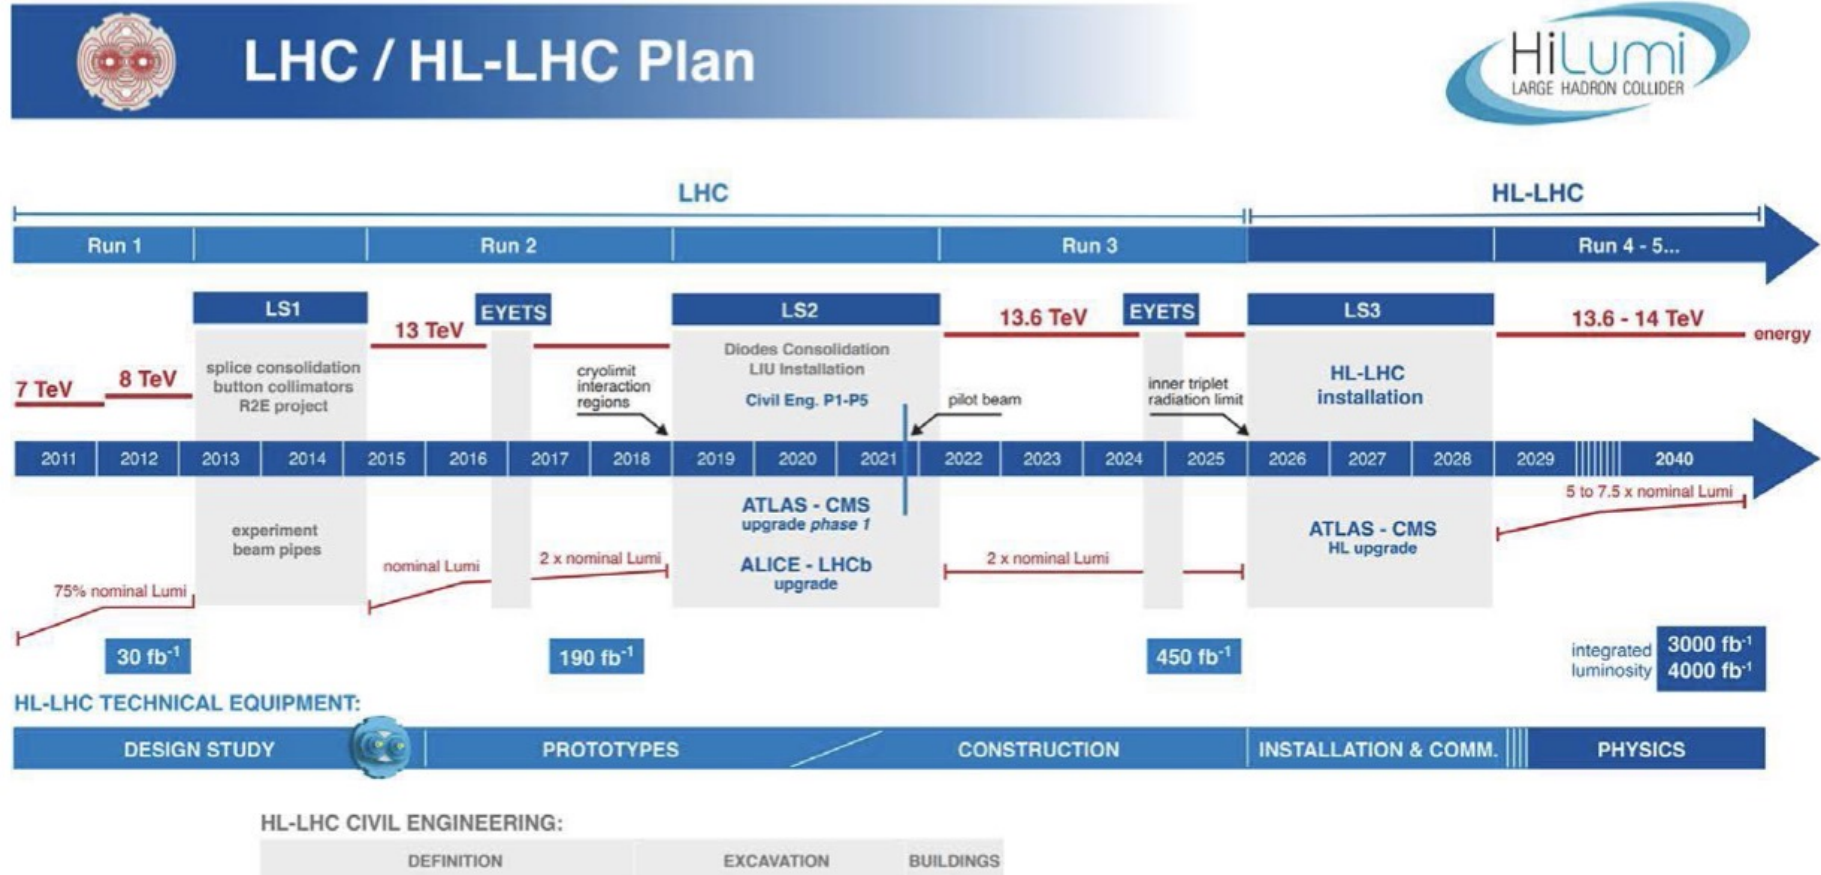 LHC / HL-LHC Plan
HiLumi
LARGE HADRON COLLIDER
LHC
HL-LHC
Run 1
Run 2
Run 3
Run 4 - 5...
LS1
EYETS
LS2
EYETS
LS3
13 TeV
13.6 TeV
13.6 - 14 TeV
energy
7 TeV
8 TeV
splice consolidation
button collimators
R2E project
cryolimit
interaction
regions
Diodes Consolidation
LIU Installation
Civil Eng. P1-P5
pilot beam
inner triplet
radiation limit
HL-LHC
installation
2011
2012
2013
2014
2015
2016
2017
2018
2019
2020
2021
2022
2023
2024
2025
2026
2027
2028
2029
2040
5 to 7.5 x nominal Lumi
experiment
beam pipes
ATLAS - CMS
upgrade phase 1
ALICE - LHCb
upgrade
ATLAS - CMS
HL upgrade
75% nominal Lumi
nominal Lumi
2 x nominal Lumi
2 x nominal Lumi
30 fb⁻¹
190 fb⁻¹
450 fb⁻¹
integrated
luminosity
3000 fb⁻¹
4000 fb⁻¹
HL-LHC TECHNICAL EQUIPMENT:
DESIGN STUDY
PROTOTYPES
CONSTRUCTION
INSTALLATION & COMM.
PHYSICS
HL-LHC CIVIL ENGINEERING:
DEFINITION
EXCAVATION
BUILDINGS